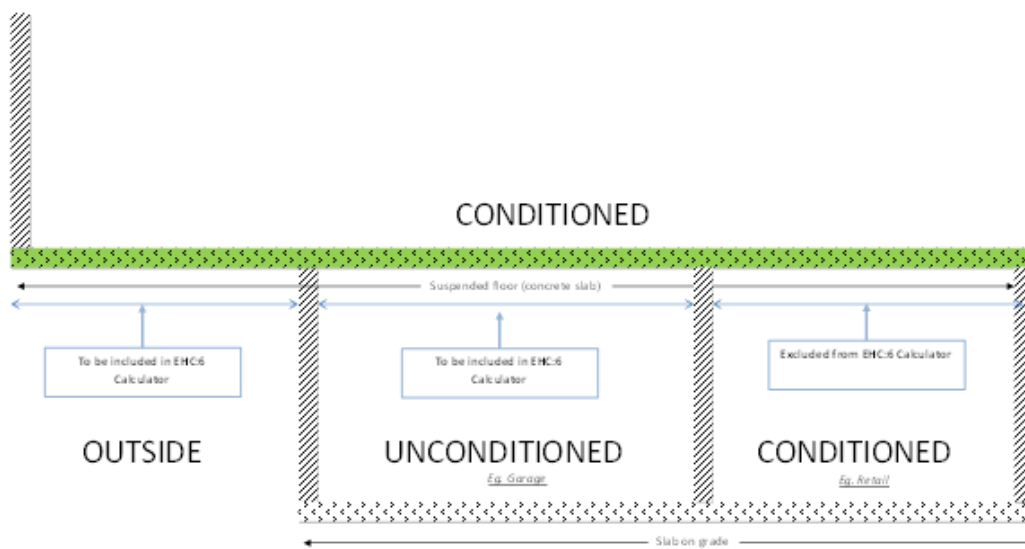 CONDITIONED
Suspended floor (concrete slab)
To be included in EHC:6
Calculator
To be included in EHC:6
Calculator
Excluded from EHC:6 Calculator
OUTSIDE
UNCONDITIONED
Eg. Garage
CONDITIONED
Eg. Retail
Slab on grade